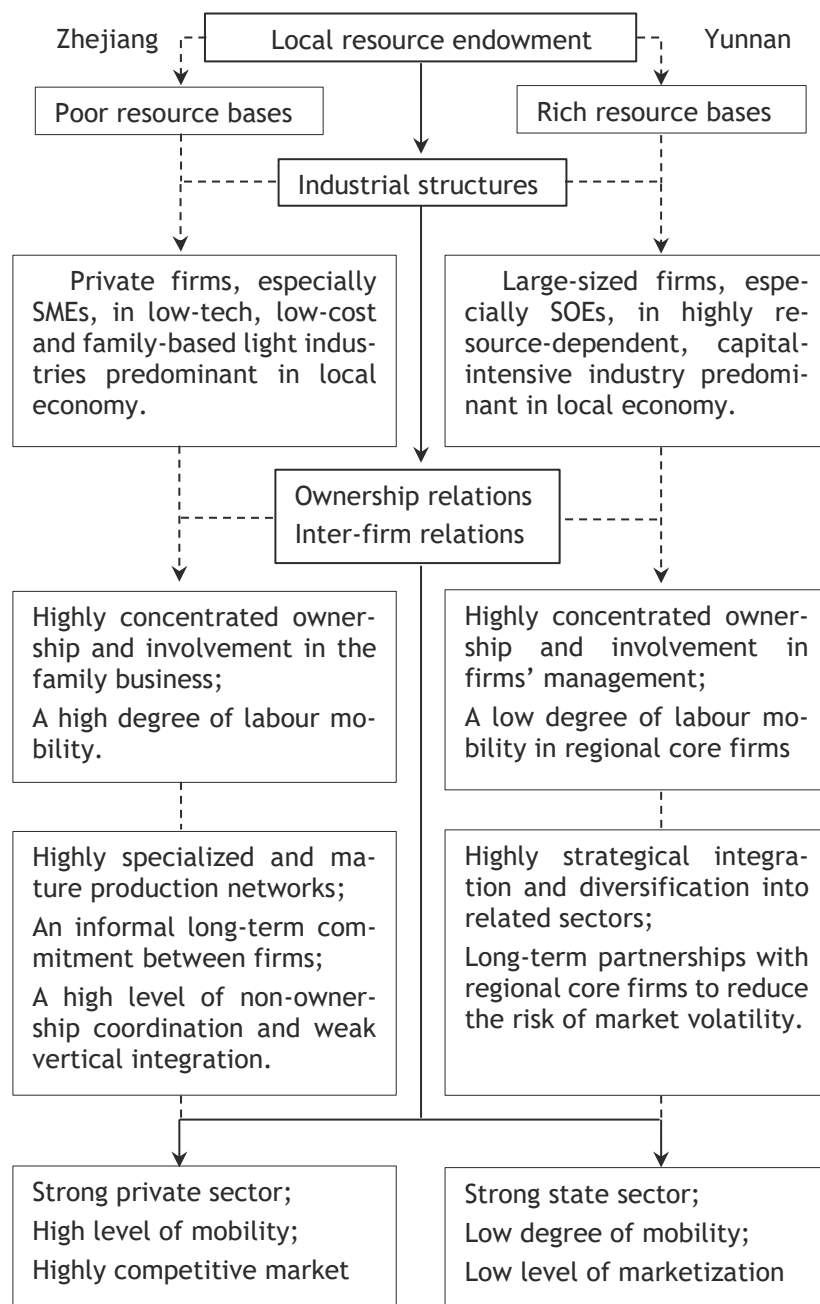 Zhejiang
Local resource endowment
Yunnan
Poor resource bases
Rich resource bases
Industrial structures
Private firms, especially
SMEs, in low-tech, low-cost
and family-based light indus-
tries predominant in local
economy.
Large-sized firms, espe-
cially SOEs, in highly re-
source-dependent, capital-
intensive industry predomi-
nant in local economy.
Ownership relations
Inter-firm relations
Highly concentrated owner-
ship and involvement in the
family business;
A high degree of labour mo-
bility.
Highly concentrated owner-
ship and involvement in
firms’ management;
A low degree of labour mo-
bility in regional core firms
Highly specialized and ma-
ture production networks;
An informal long-term com-
mitment between firms;
A high level of non-owner-
ship coordination and weak
vertical integration.
Highly strategical integra-
tion and diversification into
related sectors;
Long-term partnerships with
regional core firms to reduce
the risk of market volatility.
Strong private sector;
High level of mobility;
Highly competitive market
Strong state sector;
Low degree of mobility;
Low level of marketization